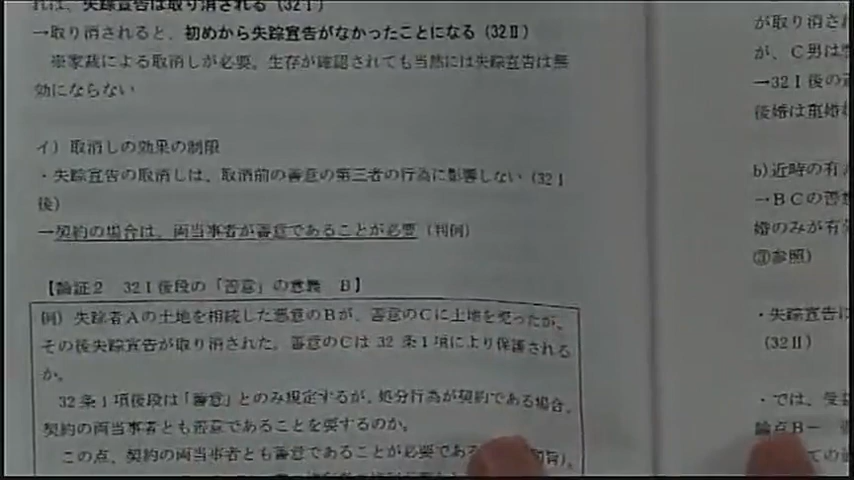 れば、失踪宣告は取り消される（32Ⅰ）
→取り消されると、初めから失踪宣告がなかったことになる（32Ⅱ）
※家裁による取消しが必要。生存が確認されても当然には失踪宣告は無
効にならない
イ）取消しの効果の制限
・失踪宣告の取消しは、取消前の善意の第三者の行為に影響しない（32Ⅰ
後）
→契約の場合は、両当事者が善意であることが必要（判例）
【論証2　32Ⅰ後段の「善意」の意義　B】
（例）失踪者Aの土地を相続した悪意のBが、善意のCに土地を売ったが、
その後失踪宣告が取り消された。善意のCは 32 条1項により保護される
か。
32 条1項後段は「善意」とのみ規定するが、処分行為が契約である場合、
契約の両当事者とも善意であることを要するのか。
この点、契約の両当事者とも善意であることが必要である
旨）。
が取り消さ
が、C男は
→32Ⅰ後の
後婚は重婚
b）近時の有
→BCの善
婚のみが有
③参照）
・失踪宣告に
（32Ⅱ）
・では、受益
論点B－
ての